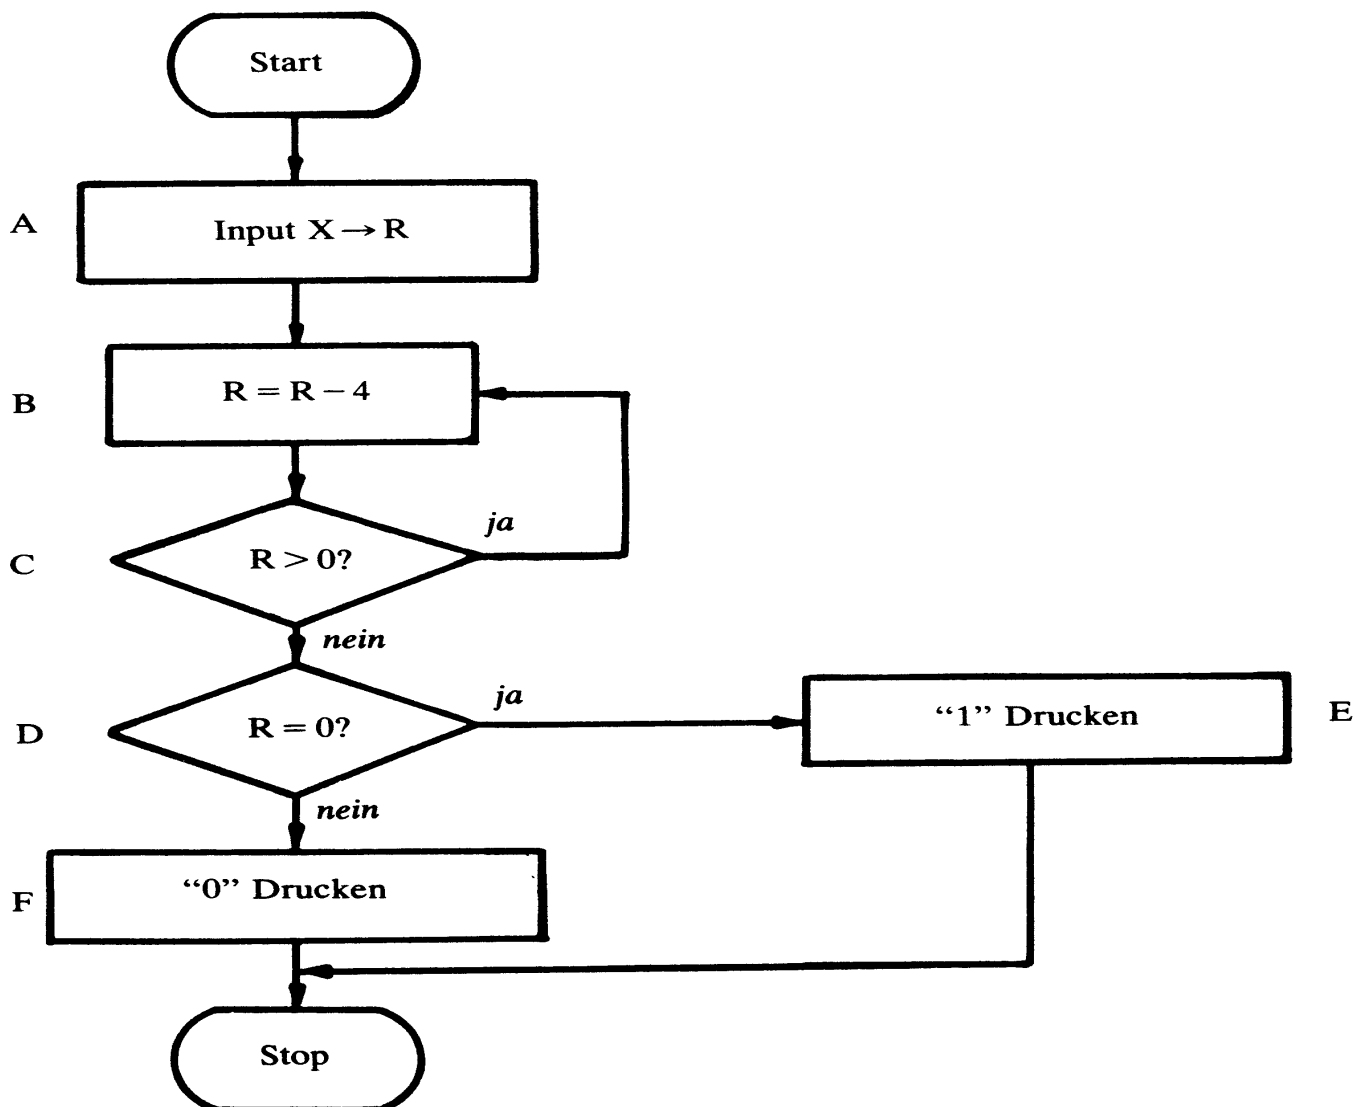 Start
A
Input X → R
B
R = R − 4
C
R > 0?
ja
nein
D
R = 0?
ja
“1” Drucken
E
nein
F
“0” Drucken
Stop